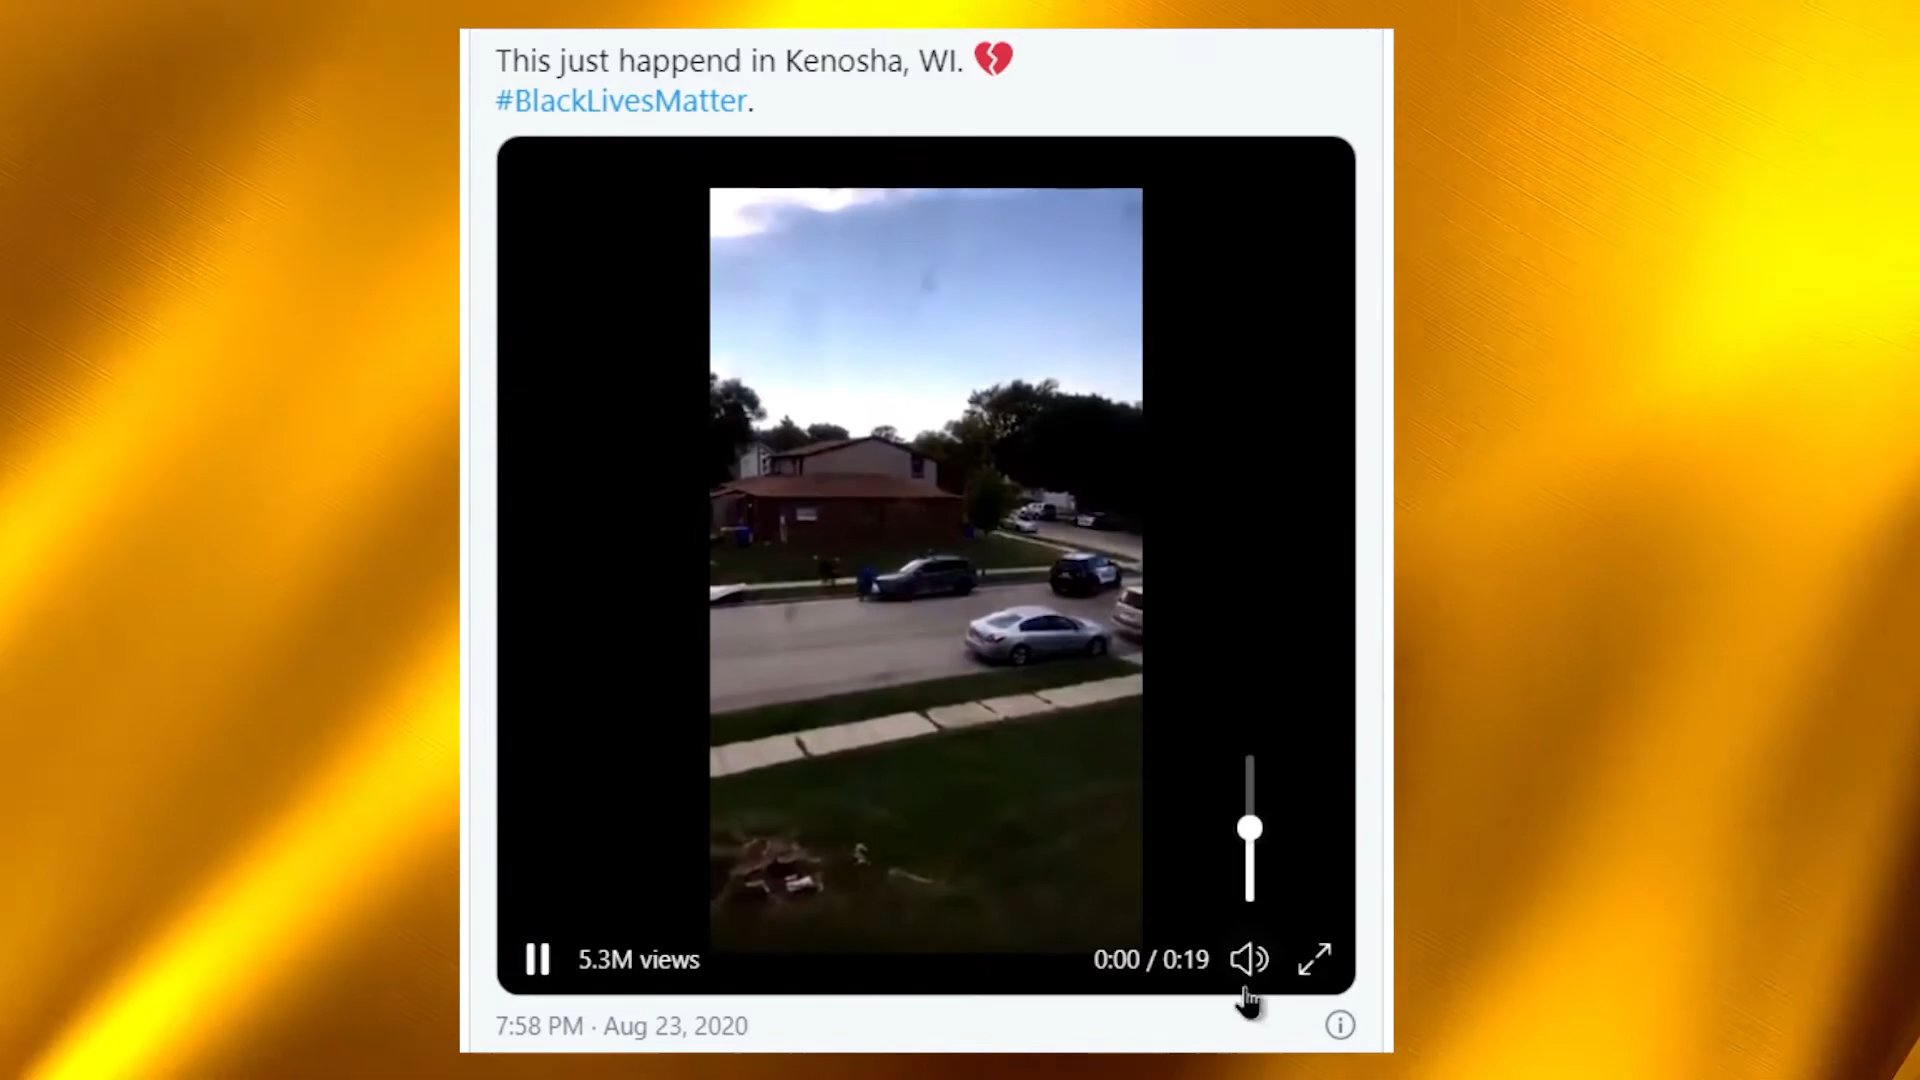 This just happend in Kenosha, WI. 💔
#BlackLivesMatter.
5.3M views
0:00 / 0:19
7:58 PM · Aug 23, 2020